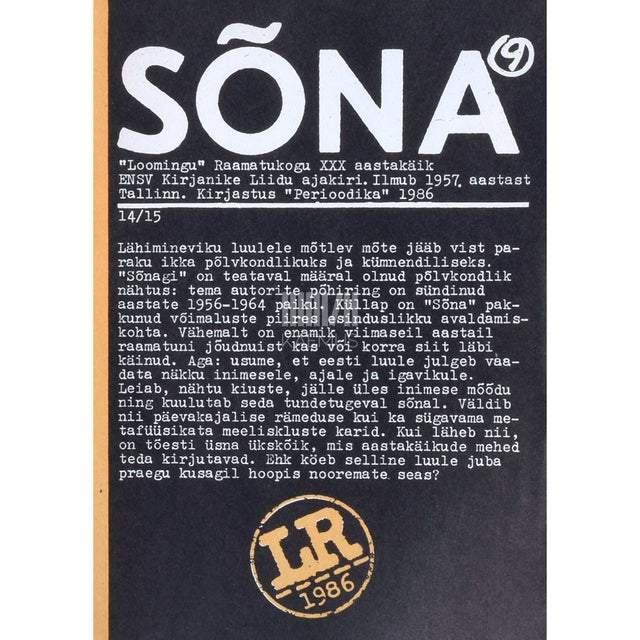 SÕNA 9
"Loomingu" Raamatukogu XXX aastakäik
ENSV Kirjanike Liidu ajakiri. Ilmub 1957. aastast
Tallinn. Kirjastus "Perioodika" 1986
14/15
Lähimineviku luulele mõtlev mõte jääb vist pa-
raku ikka põlvkondlikuks ja kümnendiliseks.
"Sõnagi" on teataval määral olnud põlvkondlik
nähtus: tema autorite põhiring on sündinud
aastate 1956-1964 paiku. Küllap on "Sõna" pak-
kunud võimaluste piires esinduslikku avaldamis-
kohta. Vähemalt on enamik viimaseil aastail
raamatuni jõudnuist kas või korra siit läbi
käinud. Aga: usume, et eesti luule julgeb vaa-
data näkku inimesele, ajale ja igavikule.
Leiab, nähtu kiuste, jälle üles inimese mõõdu
ning kuulutab seda tundetugeval sõnal. Väldib
nii päevakajalise rämeduse kui ka sügavama me-
tafüüsikata meeliskluste karid. Kui läheb nii,
on tõesti üsna ükskõik, mis aastakäikude mehed
teda kirjutavad. Ehk köeb selline luule juba
praegu kusagil hoopis nooremate seas?
LR
1986